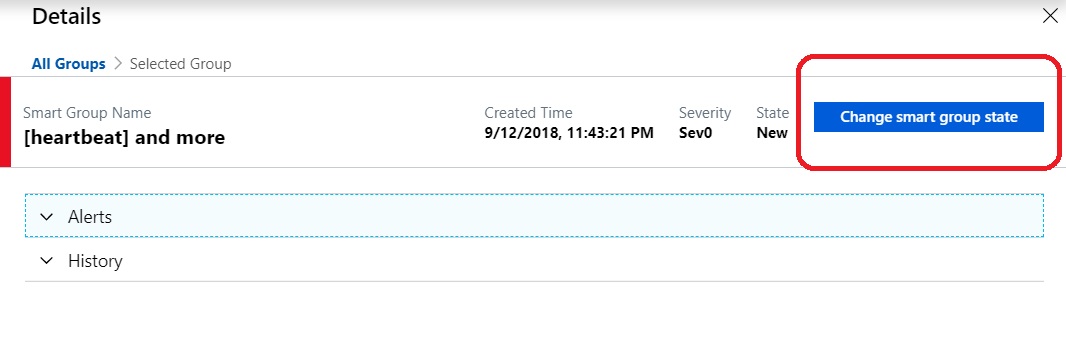 Details
All Groups > Selected Group
Smart Group Name Created Time Severity State
[heartbeat] and more 9/12/2018, 11:43:21 PM Sev0 New Change smart group state
Alerts
History